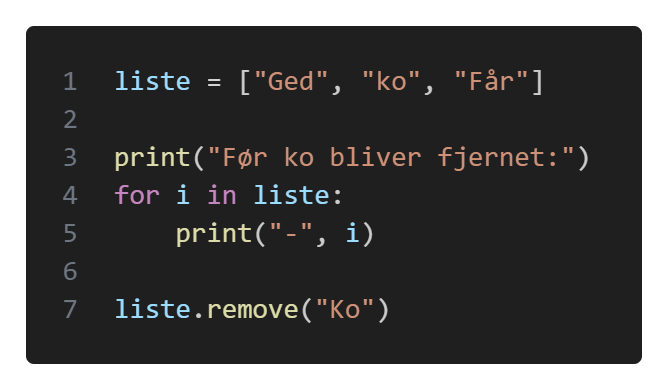 1 liste = ["Ged", "ko", "Får"]
2
3 print("Før ko bliver fjernet:")
4 for i in liste:
5     print("-", i)
6
7 liste.remove("Ko")